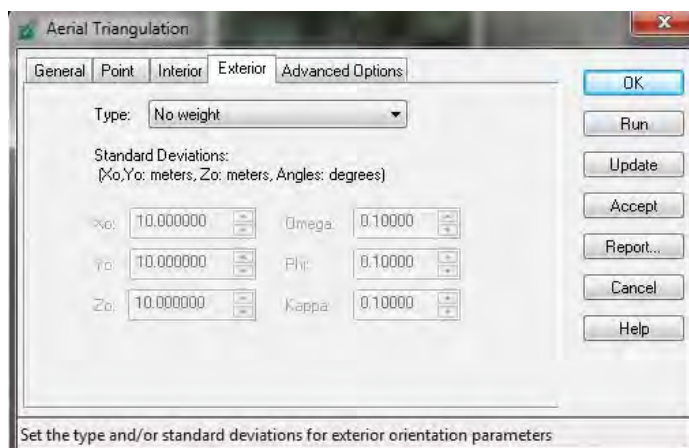 Aerial Triangulation
General Point Interior Exterior Advanced Options
Type: No weight
Standard Deviations:
(Xo,Yo: meters, Zo: meters, Angles: degrees)
Xo: 10.000000 Omega: 0.10000
Yo: 10.000000 Phi: 0.10000
Zo: 10.000000 Kappa: 0.10000
OK
Run
Update
Accept
Report...
Cancel
Help
Set the type and/or standard deviations for exterior orientation parameters